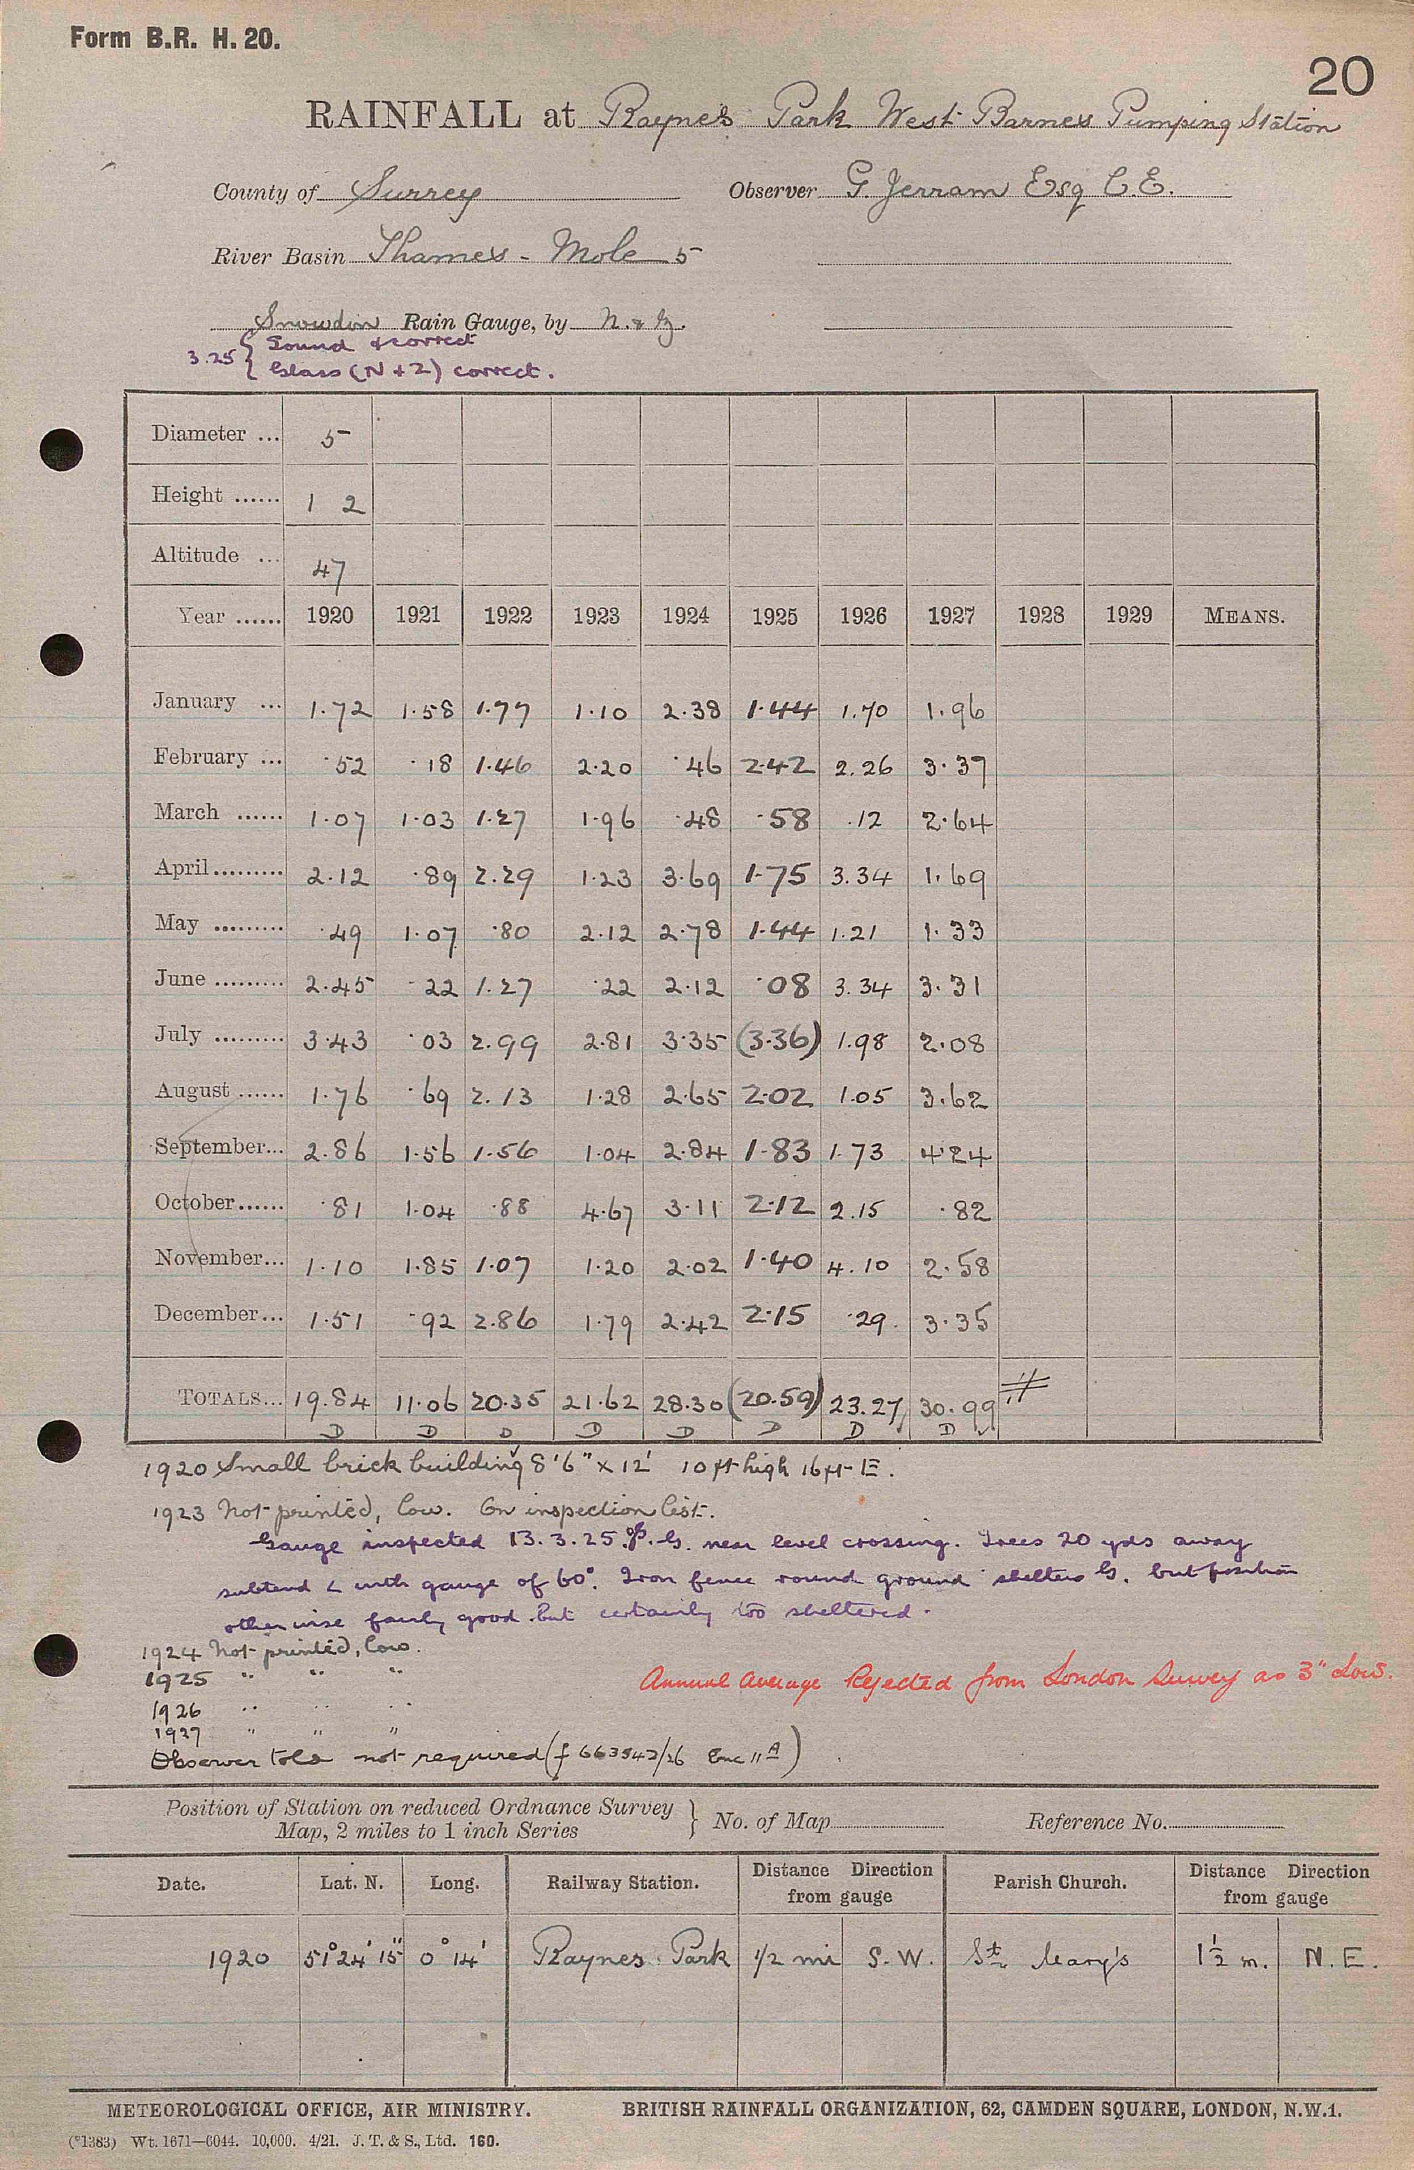 Form B.R. H. 20.
20
RAINFALL at Raynes Park West Barnes Pumping Station
County of Surrey Observer G. Jerram Esq C.E.
River Basin Thames - Mole 5
Snowdon Rain Gauge, by N. & Z.
3.25 { Sound & correct
Glass (N + Z) correct.
Diameter ... 5
Height ...... 1 2
Altitude ... 47
Year ...... 1920 1921 1922 1923 1924 1925 1926 1927 1928 1929 MEANS.
January ... 1.72 1.58 1.77 1.10 2.38 1.44 1.70 1.96
February ... .52 .18 1.46 2.20 .46 2.42 2.26 3.37
March ...... 1.07 1.03 1.27 1.96 .48 .58 .12 2.64
April......... 2.12 .89 2.29 1.23 3.69 1.75 3.34 1.69
May ......... .49 1.07 .80 2.12 2.78 1.44 1.21 1.33
June ......... 2.45 .22 1.27 .22 2.12 .08 3.34 3.31
July ......... 3.43 .03 2.99 2.81 3.35 (3.36) 1.98 2.08
August ...... 1.76 .69 2.13 1.28 2.65 2.02 1.05 3.62
September... 2.86 1.56 1.56 1.04 2.84 1.83 1.73 4.24
October...... .81 1.04 .88 4.67 3.11 2.12 2.15 .82
November... 1.10 1.85 1.07 1.20 2.02 1.40 4.10 2.58
December... 1.51 .92 2.86 1.79 2.42 2.15 .29 3.35
TOTALS... 19.84 11.06 20.35 21.62 28.30 (20.59) 23.27 30.99 #
D D D D D D D D
1920 Small brick building 8'6" x 12' 10 ft high 16 ft E.
1923 Not printed, low. On inspection list.
Gauge inspected 13.3.25. G. near level crossing. Trees 20 yds away
subtend < with gauge of 60°. Iron fence round ground shelters G. but position
otherwise fairly good but certainly too sheltered.
1924 Not printed, low.
1925 " " "
Annual Average Rejected from London Survey as 3" Low.
1926 " " "
1927 " " "
Observer told not required (f 663542/26 Enc 11A)
Position of Station on reduced Ordnance Survey } No. of Map Reference No.
Map, 2 miles to 1 inch Series
Date. Lat. N. Long. Railway Station. Distance Direction from gauge Parish Church. Distance Direction from gauge
1920 51°24'15" 0°14' Raynes Park 1/2 mi S.W. St Mary's 1 1/2 m. N.E.
METEOROLOGICAL OFFICE, AIR MINISTRY. BRITISH RAINFALL ORGANIZATION, 62, CAMDEN SQUARE, LONDON, N.W.1.
(*1383) Wt. 1671—6044. 10,000. 4/21. J. T. & S., Ltd. 160.